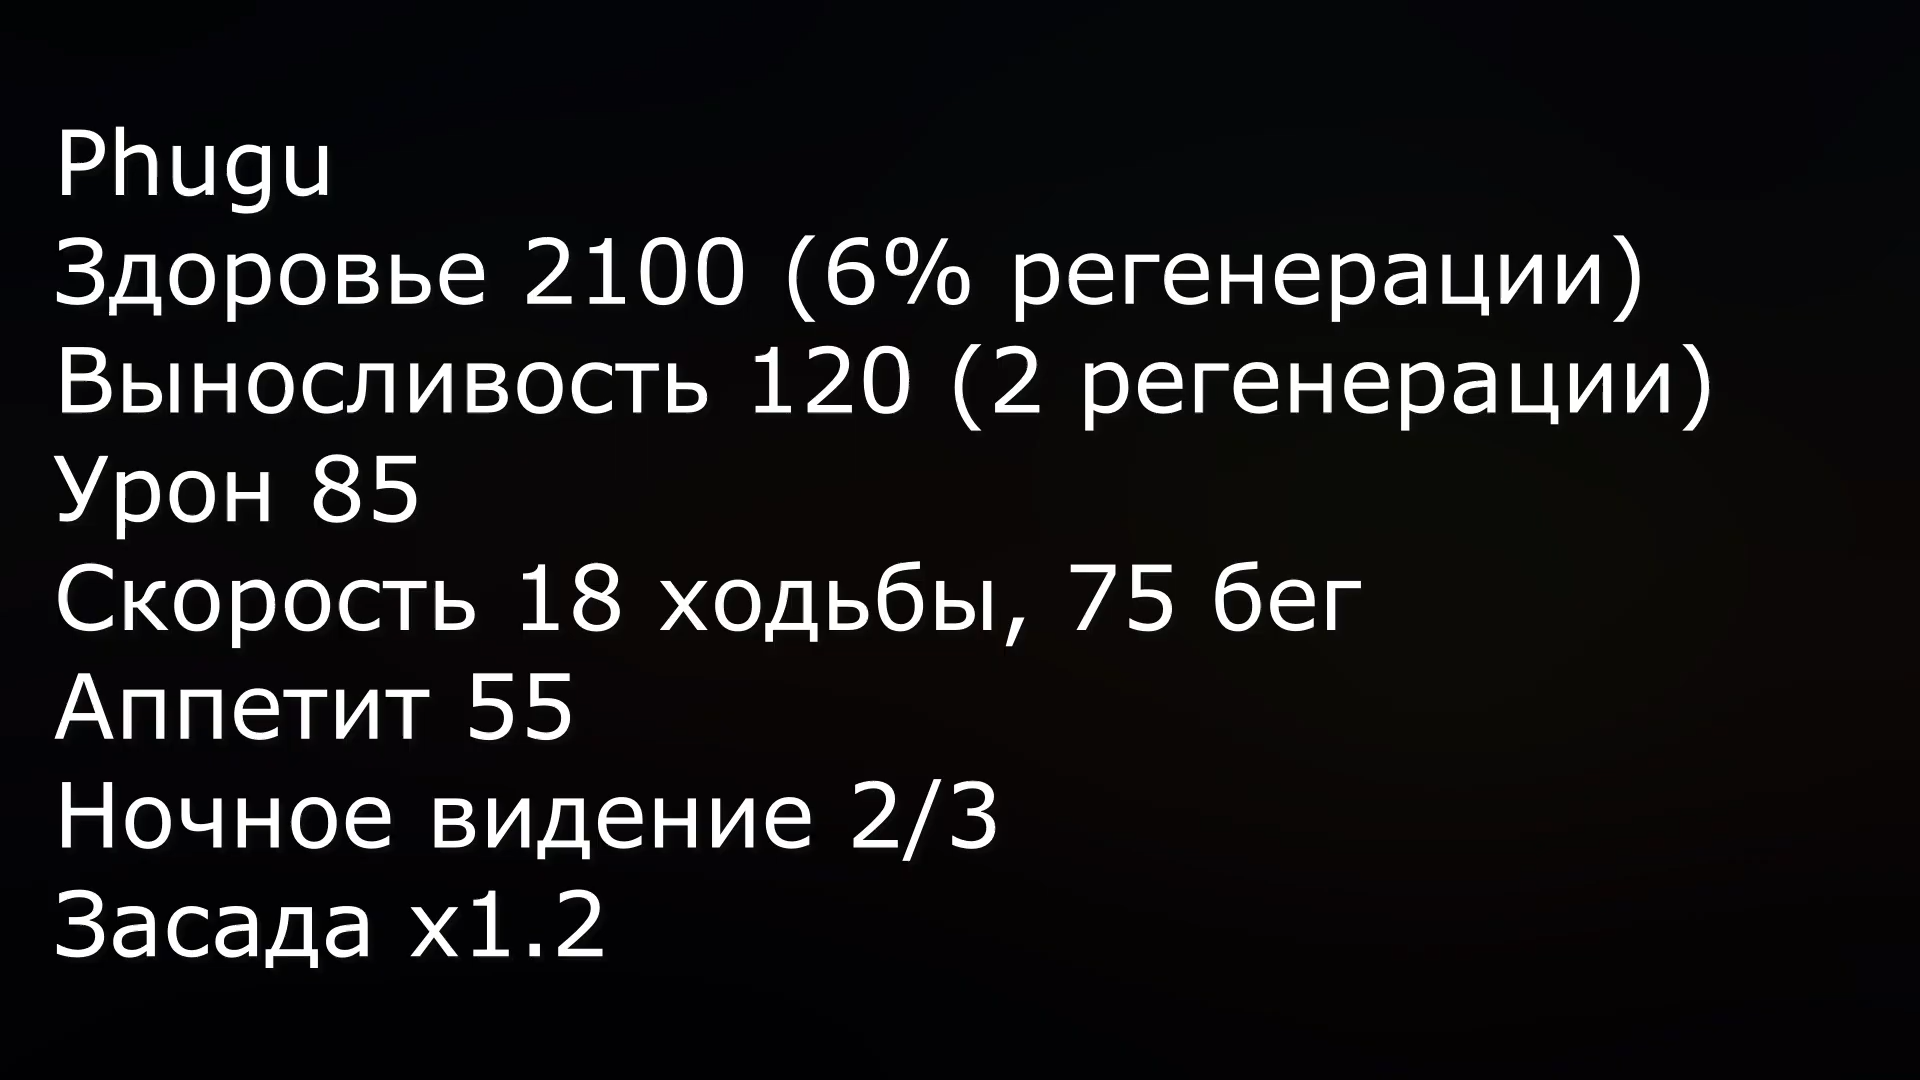 Phugu
Здоровье 2100 (6% регенерации)
Выносливость 120 (2 регенерации)
Урон 85
Скорость 18 ходьбы, 75 бег
Аппетит 55
Ночное видение 2/3
Засада x1.2